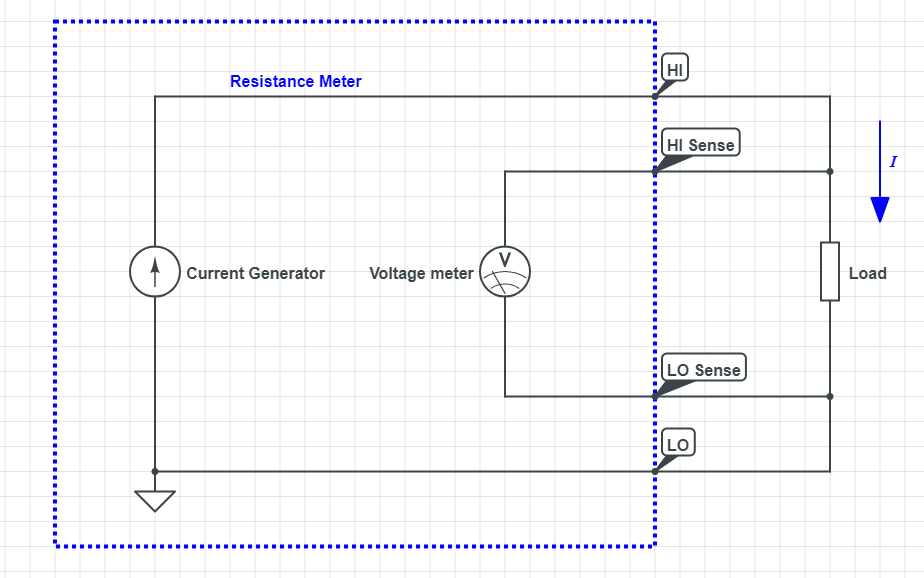 HI
Resistance Meter
HI Sense
I
Current Generator
Voltage meter
V
Load
LO Sense
LO